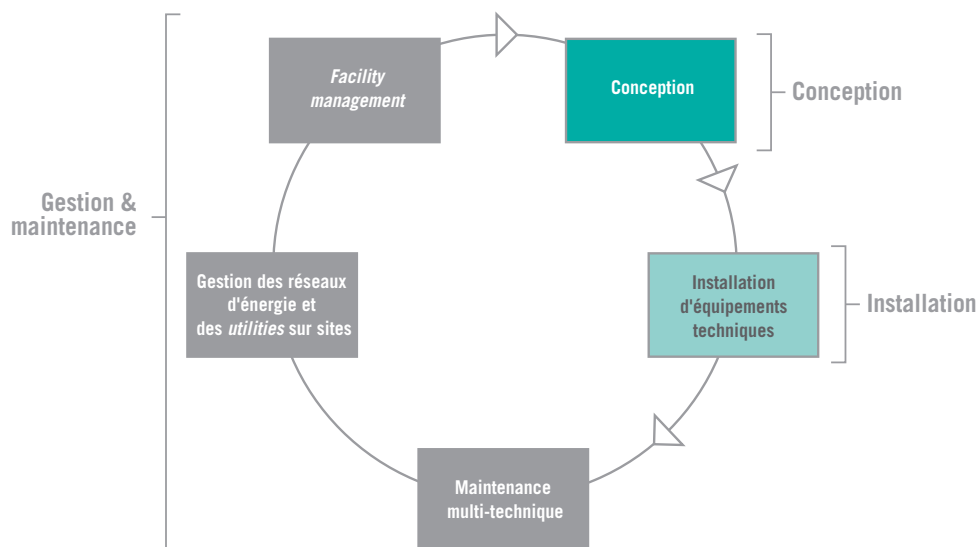 Facility
management
Conception
Conception
Gestion &
maintenance
Gestion des réseaux
d'énergie et
des utilities sur sites
Installation
d'équipements
techniques
Installation
Maintenance
multi-technique